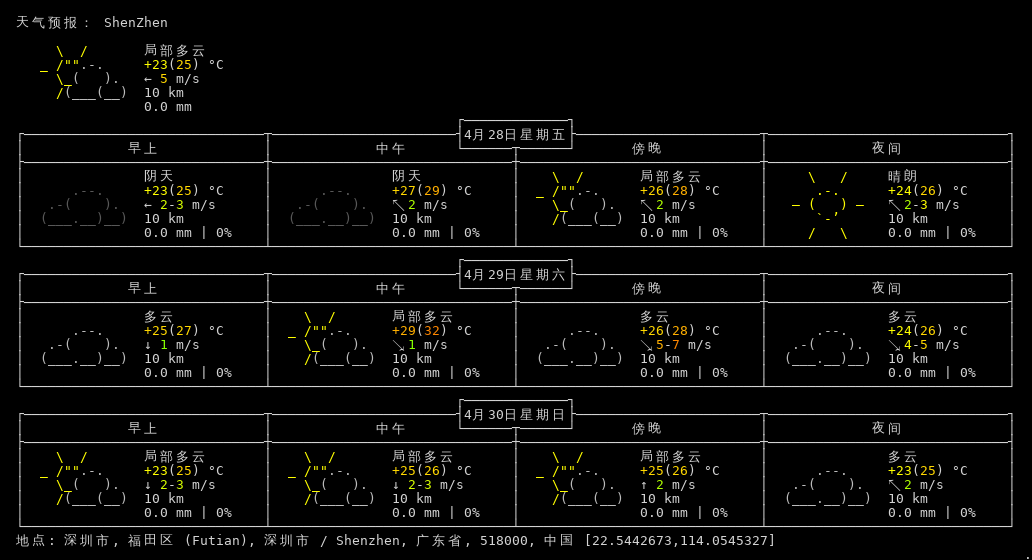 天气预报: ShenZhen
局部多云
+23(25) °C
← 5 m/s
10 km
0.0 mm
4月28日星期五
早上 中午 傍晚 夜间
阴天 阴天 局部多云 晴朗
+23(25) °C +27(29) °C +26(28) °C +24(26) °C
← 2-3 m/s ↖ 2 m/s ↖ 2 m/s ↖ 2-3 m/s
10 km 10 km 10 km 10 km
0.0 mm | 0% 0.0 mm | 0% 0.0 mm | 0% 0.0 mm | 0%
4月29日星期六
早上 中午 傍晚 夜间
多云 局部多云 多云 多云
+25(27) °C +29(32) °C +26(28) °C +24(26) °C
↓ 1 m/s ↘ 1 m/s ↘ 5-7 m/s ↘ 4-5 m/s
10 km 10 km 10 km 10 km
0.0 mm | 0% 0.0 mm | 0% 0.0 mm | 0% 0.0 mm | 0%
4月30日星期日
早上 中午 傍晚 夜间
局部多云 局部多云 局部多云 多云
+23(25) °C +25(26) °C +25(26) °C +23(25) °C
↓ 2-3 m/s ↓ 2-3 m/s ↑ 2 m/s ↖ 2 m/s
10 km 10 km 10 km 10 km
0.0 mm | 0% 0.0 mm | 0% 0.0 mm | 0% 0.0 mm | 0%
地点: 深圳市, 福田区 (Futian), 深圳市 / Shenzhen, 广东省, 518000, 中国 [22.5442673,114.0545327]